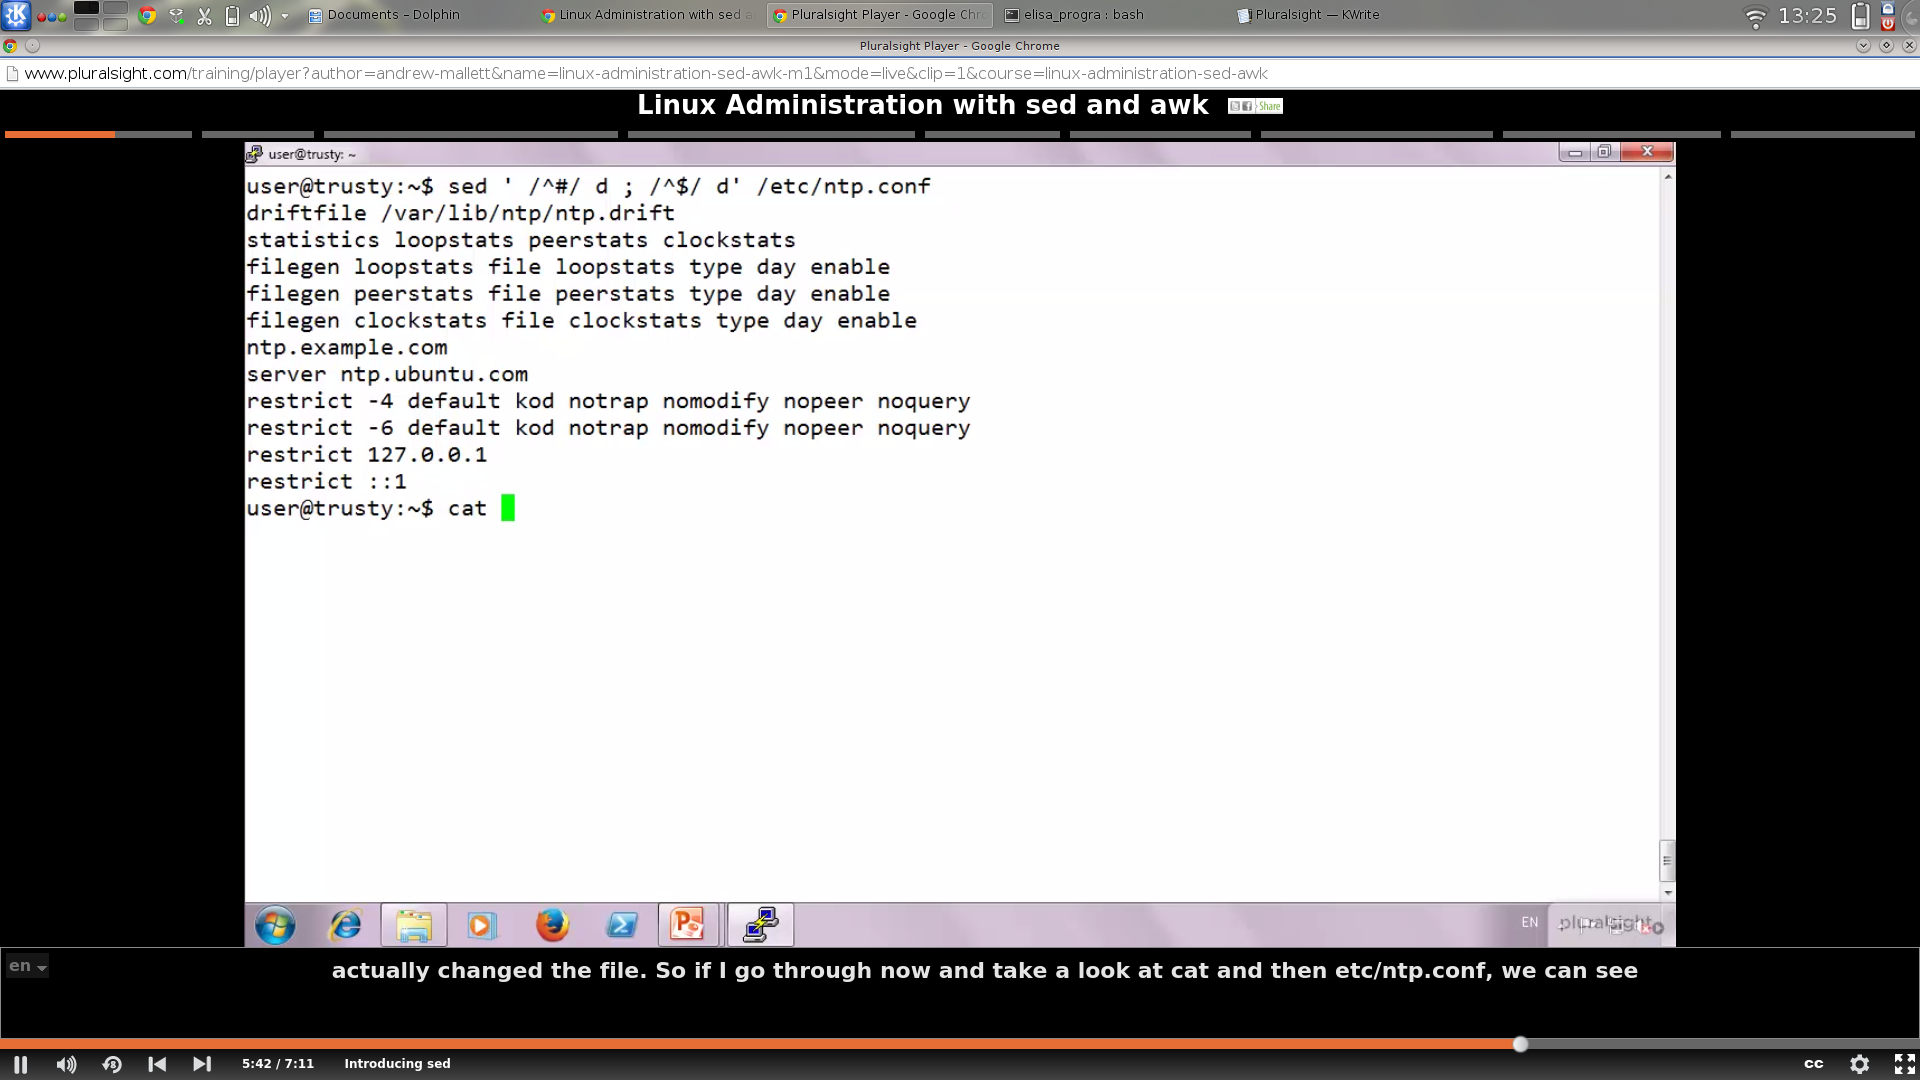 Documents – Dolphin
Linux Administration with sed a
Pluralsight Player - Google Chro
elisa_progra : bash
Pluralsight — KWrite
13:25
Pluralsight Player - Google Chrome
www.pluralsight.com/training/player?author=andrew-mallett&name=linux-administration-sed-awk-m1&mode=live&clip=1&course=linux-administration-sed-awk
Linux Administration with sed and awk
Share
user@trusty: ~
user@trusty:~$ sed ' /^#/ d ; /^$/ d' /etc/ntp.conf
driftfile /var/lib/ntp/ntp.drift
statistics loopstats peerstats clockstats
filegen loopstats file loopstats type day enable
filegen peerstats file peerstats type day enable
filegen clockstats file clockstats type day enable
ntp.example.com
server ntp.ubuntu.com
restrict -4 default kod notrap nomodify nopeer noquery
restrict -6 default kod notrap nomodify nopeer noquery
restrict 127.0.0.1
restrict ::1
user@trusty:~$ cat
EN
pluralsight
en
actually changed the file. So if I go through now and take a look at cat and then etc/ntp.conf, we can see
8
5:42 / 7:11
Introducing sed
CC